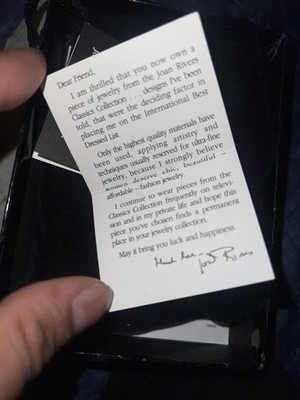 Dear Friend,
I am thrilled that you now own a
piece of jewelry from the Joan Rivers
Classics Collection . . . designs I've been
told, that were the deciding factor in
placing me on the International Best
Dressed List.
Only the highest quality materials have
been used, applying artistry and
techniques usually reserved for ultra-fine
jewelry, because I strongly believe
women deserve chic, beautiful –
affordable – fashion jewelry.
I continue to wear pieces from the
Classics Collection frequently on televi-
sion and in my private life and hope this
piece you've chosen finds a permanent
place in your jewelry collection.
May it bring you luck and happiness.
Joan Rivers